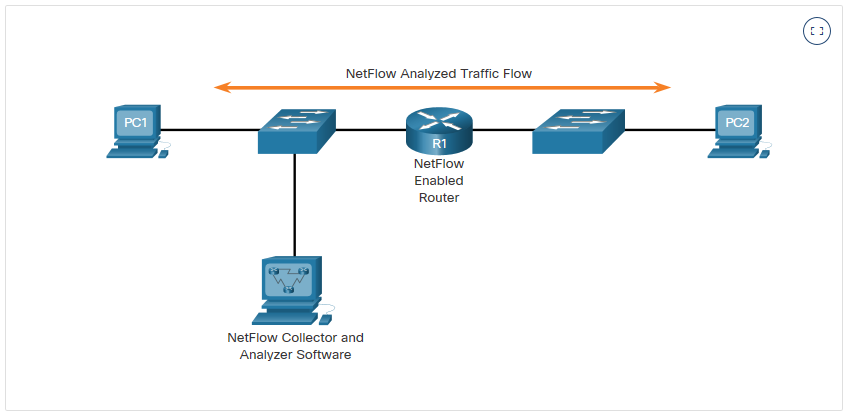 NetFlow Analyzed Traffic Flow
PC1
R1
PC2
NetFlow
Enabled
Router
NetFlow Collector and
Analyzer Software